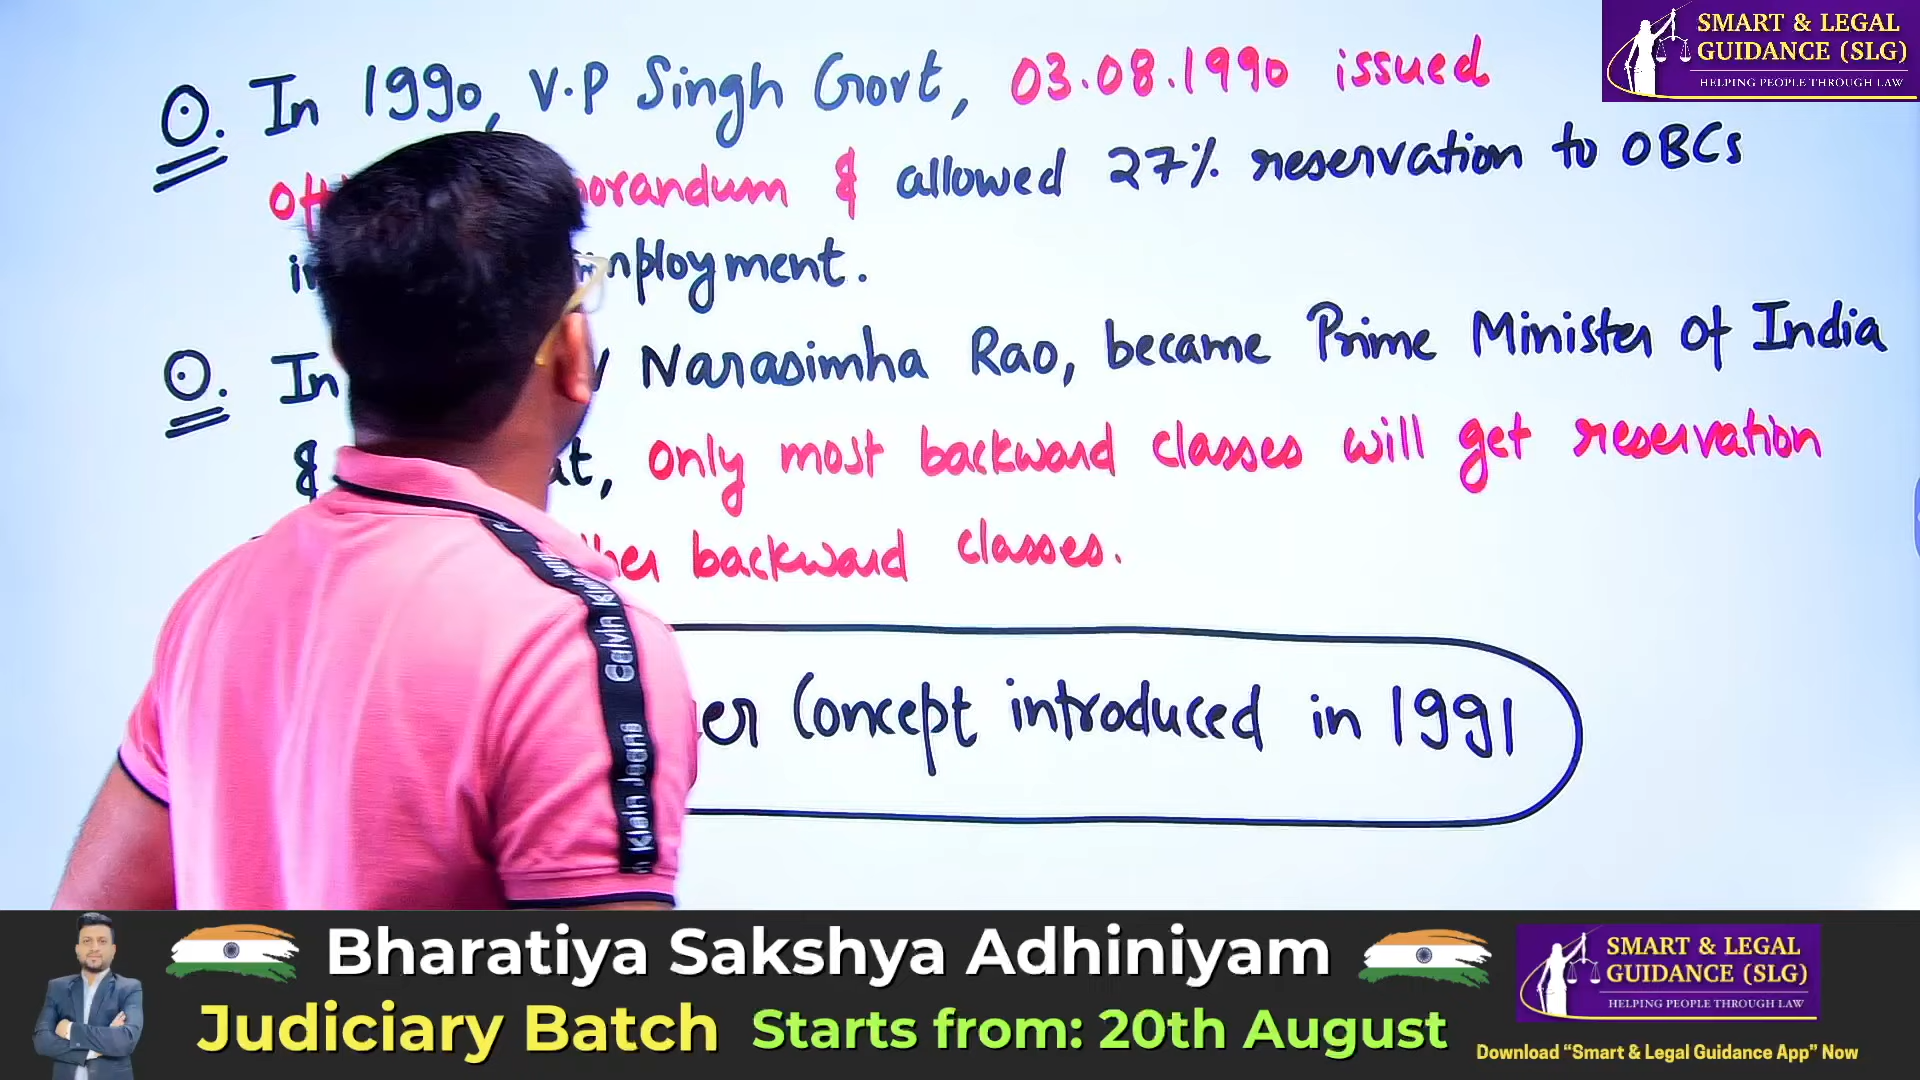 SMART & LEGAL
GUIDANCE (SLG)
HELPING PEOPLE THROUGH LAW
Q. In 1990, V.P Singh Govt, 03.08.1990 issued
& allowed 27% reservation to OBCs
Q. In Narasimha Rao, became Prime Minister of India
& only most backward classes will get reservation
backward classes.
Concept introduced in 1991
Calvin Klein Jeans
Bharatiya Sakshya Adhiniyam
Judiciary Batch Starts from: 20th August
SMART & LEGAL
GUIDANCE (SLG)
HELPING PEOPLE THROUGH LAW
Download “Smart & Legal Guidance App” Now